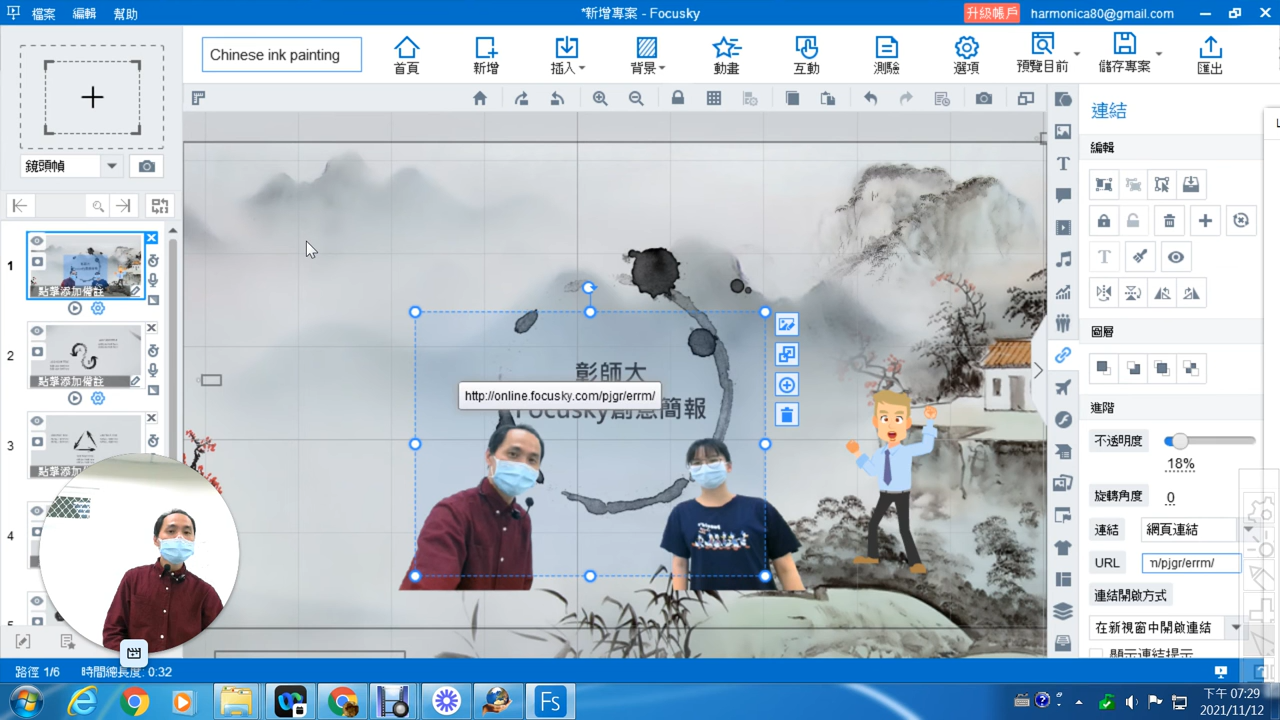 檔案 編輯 幫助
*新增專案 - Focusky
升級帳戶 harmonica80@gmail.com
Chinese ink painting
首頁 新增 插入 背景 動畫 互動 測驗 選項 預覽目前 儲存專案 匯出
鏡頭幀
1
點擊添加備註
2
點擊添加備註
3
4
5
彰師大
Focusky創意簡報
http://online.focusky.com/pjgr/errm/
連結
編輯
圖層
進階
不透明度
18%
旋轉角度 0
連結 網頁連結
URL n/pjgr/errm/
連結開啟方式
在新視窗中開啟連結
顯示連結提示
路徑 1/6 時間總長度: 0:32
Fs
下午 07:29
2021/11/12